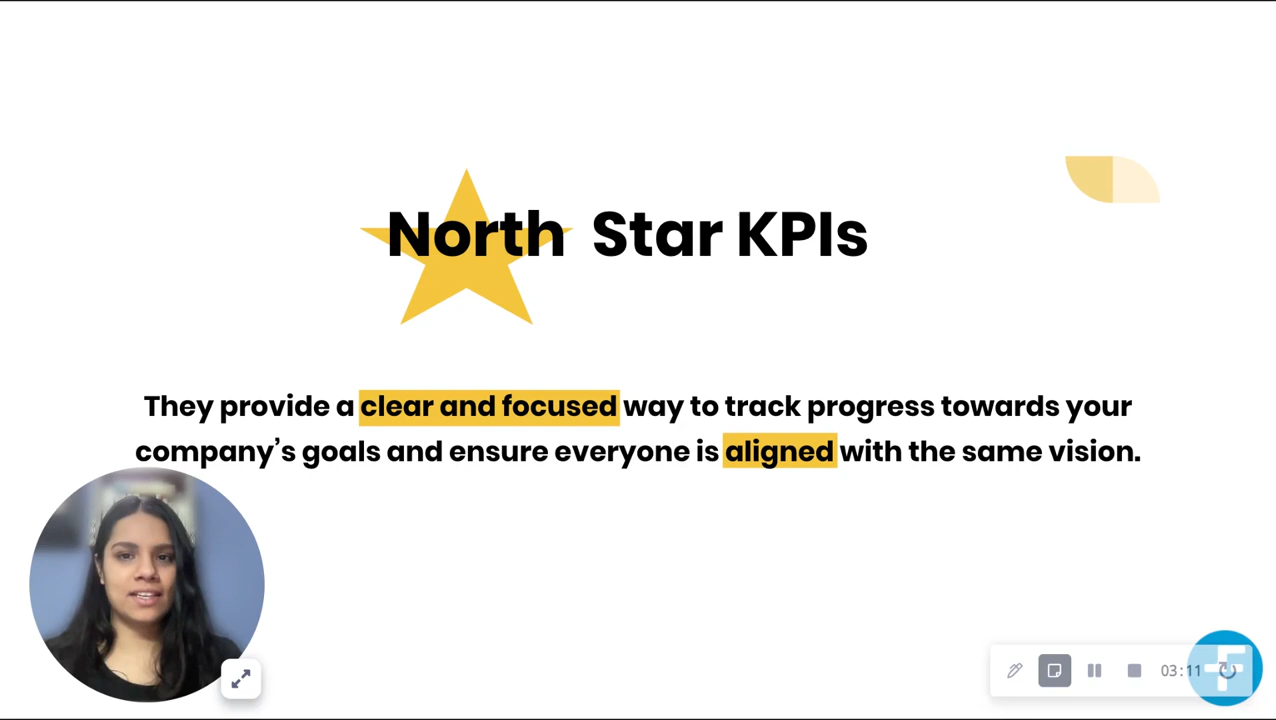 North Star KPIs
They provide a clear and focused way to track progress towards your
company’s goals and ensure everyone is aligned with the same vision.
03:11